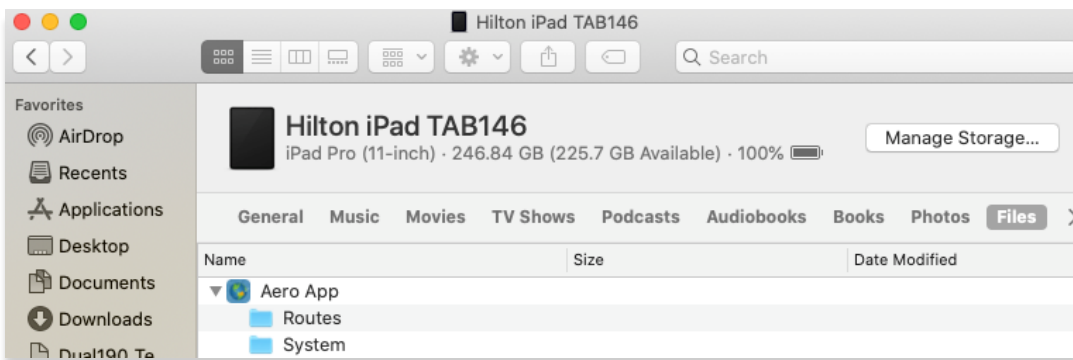 Hilton iPad TAB146
Search
Favorites
AirDrop
Recents
Applications
Desktop
Documents
Downloads
Dual190 Te
Hilton iPad TAB146
iPad Pro (11-inch) · 246.84 GB (225.7 GB Available) · 100%
Manage Storage...
General Music Movies TV Shows Podcasts Audiobooks Books Photos Files
Name Size Date Modified
Aero App
Routes
System